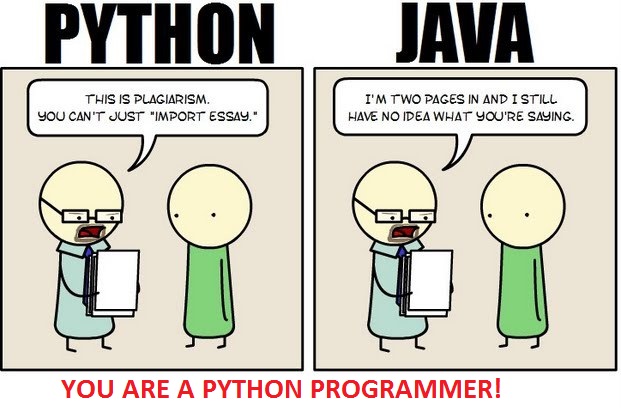 PYTHON
JAVA
THIS IS PLAGIARISM.
YOU CAN'T JUST "IMPORT ESSAY."
I'M TWO PAGES IN AND I STILL
HAVE NO IDEA WHAT YOU'RE SAYING.
YOU ARE A PYTHON PROGRAMMER!